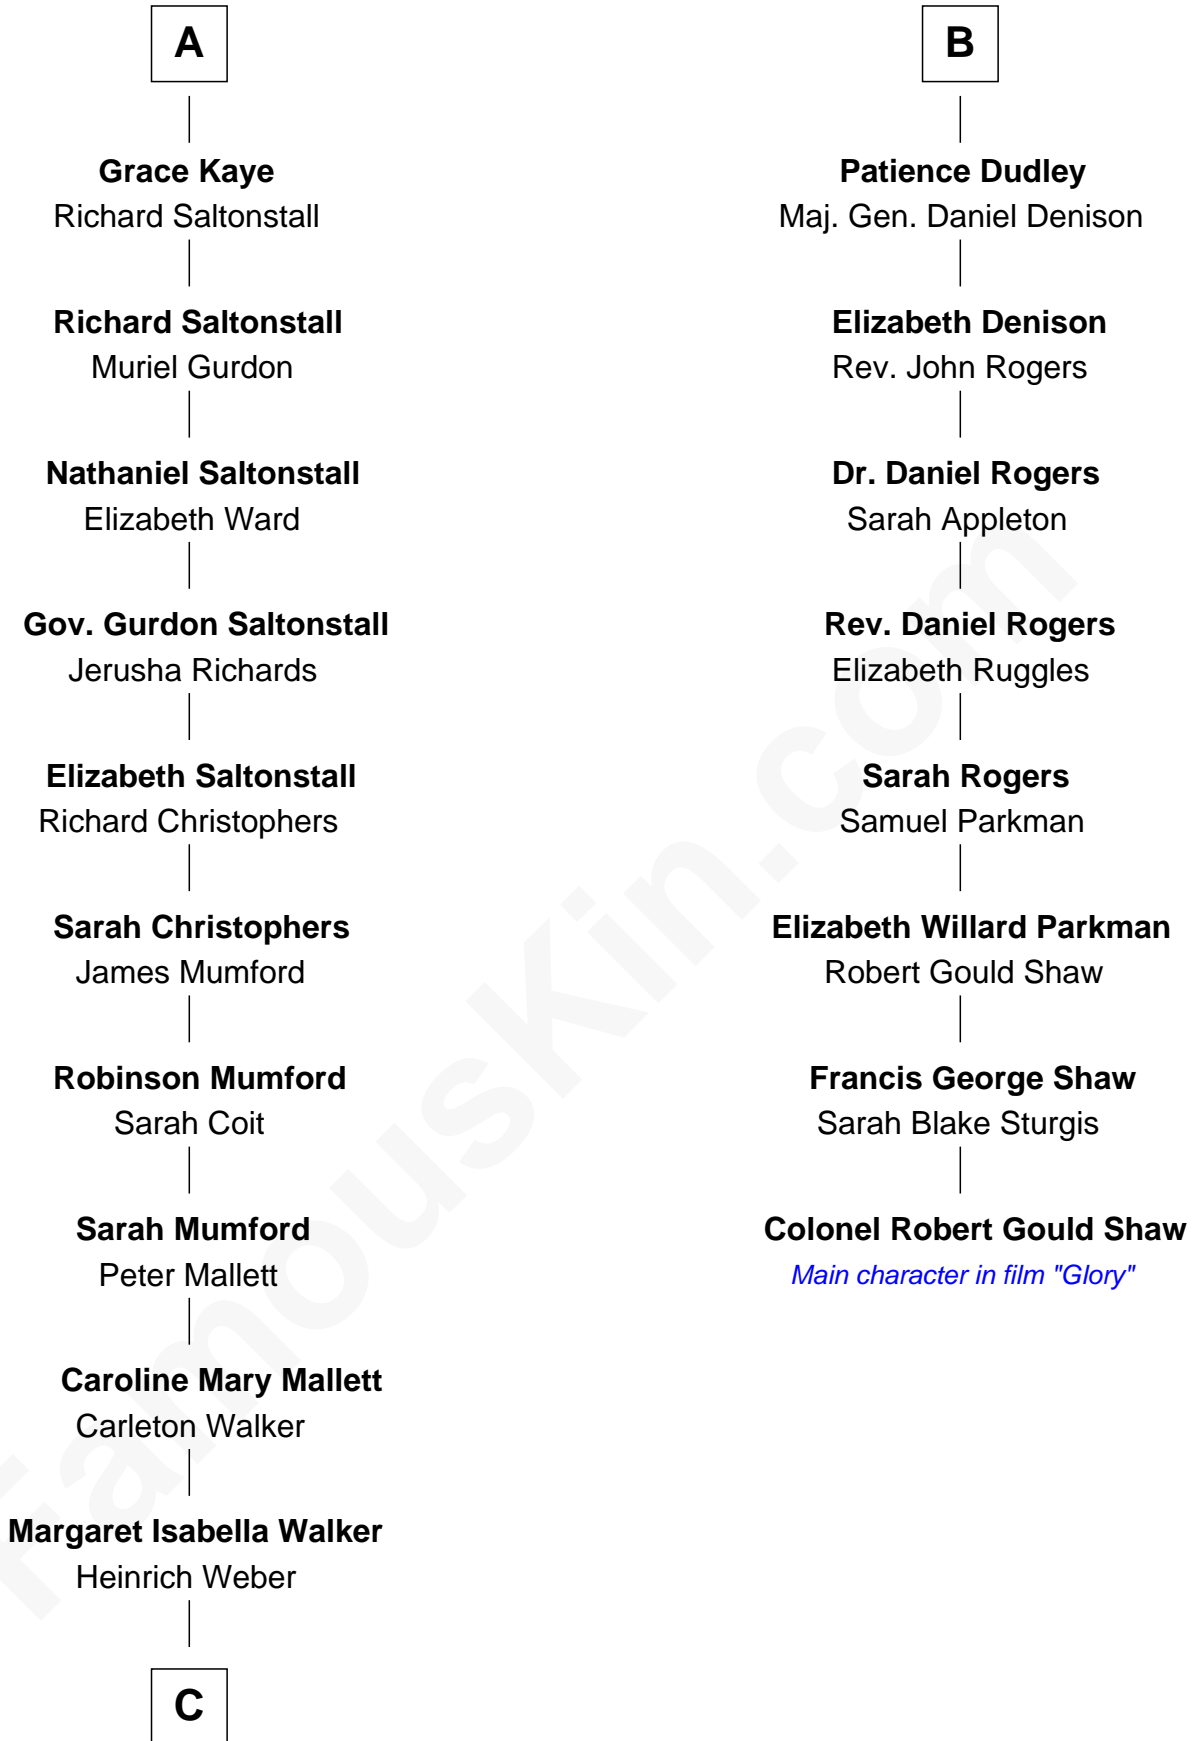 A
Grace Kaye
Richard Saltonstall
Richard Saltonstall
Muriel Gurdon
Nathaniel Saltonstall
Elizabeth Ward
Gov. Gurdon Saltonstall
Jerusha Richards
Elizabeth Saltonstall
Richard Christophers
Sarah Christophers
James Mumford
Robinson Mumford
Sarah Coit
Sarah Mumford
Peter Mallett
Caroline Mary Mallett
Carleton Walker
Margaret Isabella Walker
Heinrich Weber
C
B
Patience Dudley
Maj. Gen. Daniel Denison
Elizabeth Denison
Rev. John Rogers
Dr. Daniel Rogers
Sarah Appleton
Rev. Daniel Rogers
Elizabeth Ruggles
Sarah Rogers
Samuel Parkman
Elizabeth Willard Parkman
Robert Gould Shaw
Francis George Shaw
Sarah Blake Sturgis
Colonel Robert Gould Shaw
Main character in film "Glory"
FamousKin.com